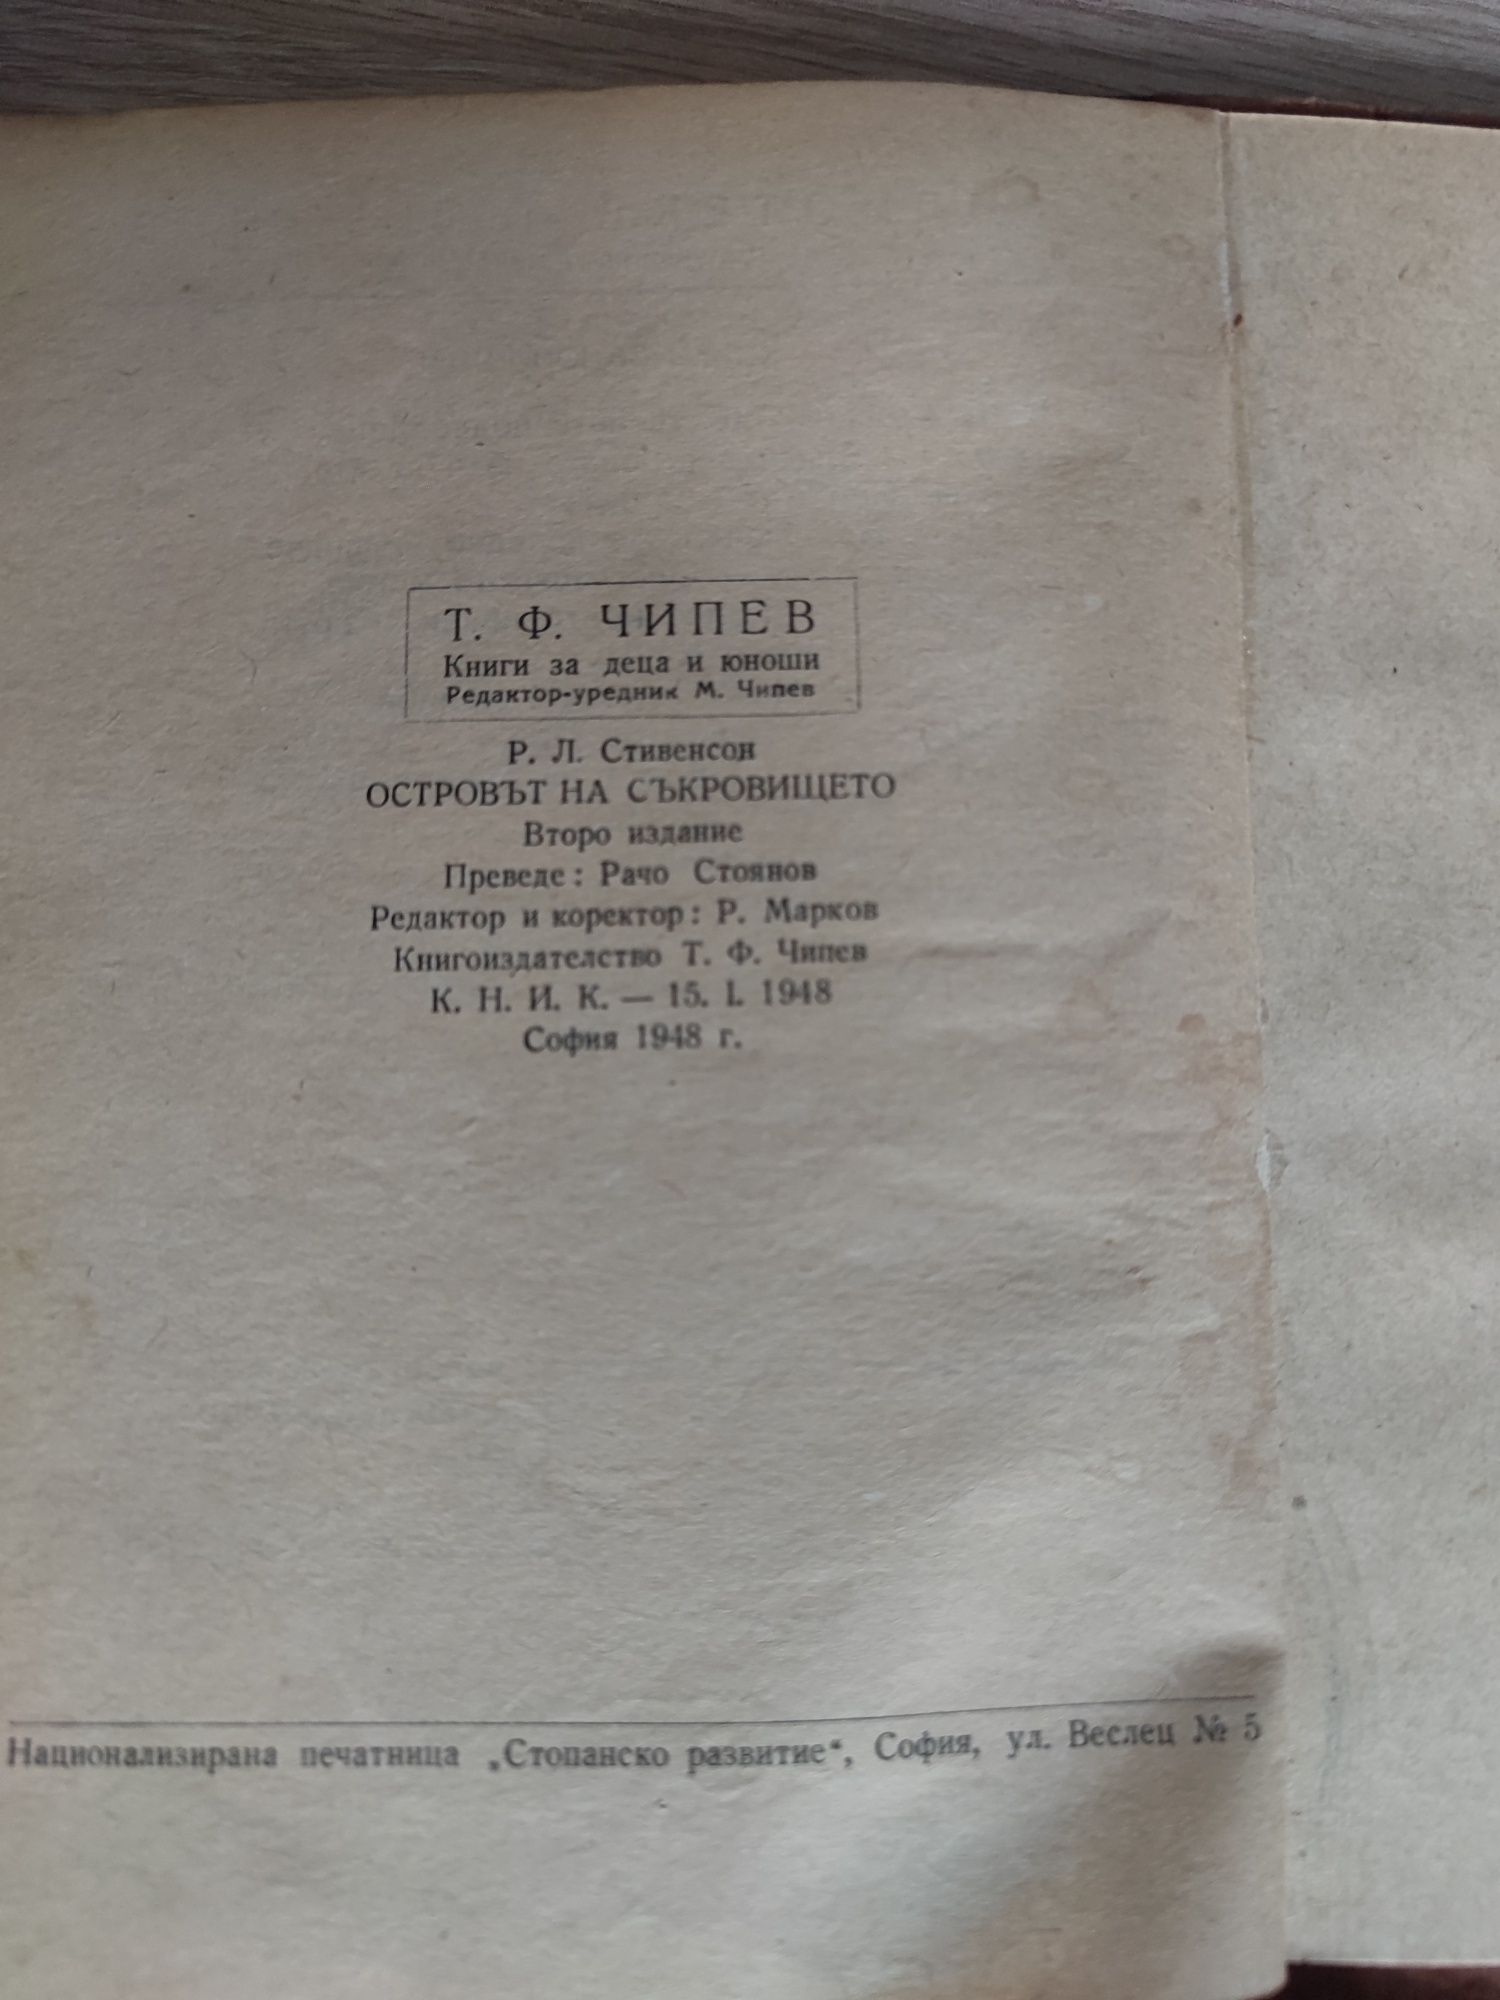 Т. Ф. ЧИПЕВ
Книги за деца и юноши
Редактор-уредник М. Чипев
Р. Л. Стивенсон
ОСТРОВЪТ НА СЪКРОВИЩЕТО
Второ издание
Преведе: Рачо Стоянов
Редактор и коректор: Р. Марков
Книгоиздателство Т. Ф. Чипев
К. Н. И. К. — 15. I. 1948
София 1948 г.
Национализирана печатница „Стопанско развитие“, София, ул. Веслец № 5